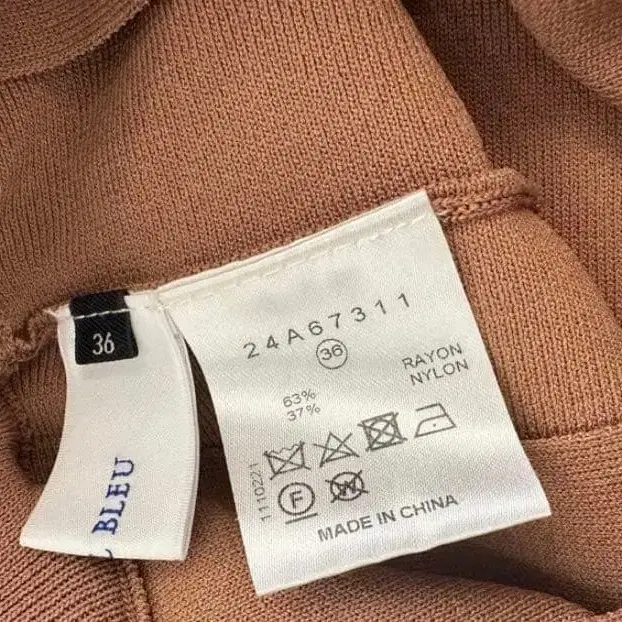 36
BLEU
24A67311
36
63% RAYON
37% NYLON
1110221
F W
MADE IN CHINA